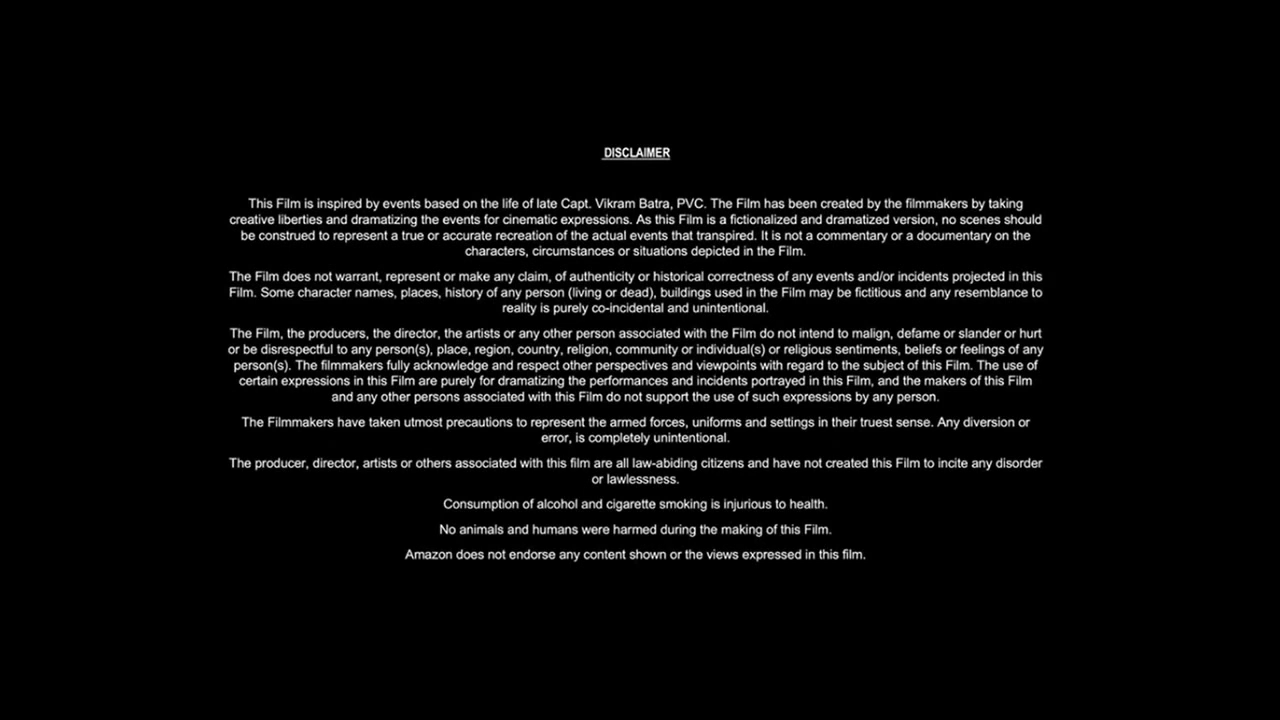 DISCLAIMER
This Film is inspired by events based on the life of late Capt. Vikram Batra, PVC. The Film has been created by the filmmakers by taking
creative liberties and dramatizing the events for cinematic expressions. As this Film is a fictionalized and dramatized version, no scenes should
be construed to represent a true or accurate recreation of the actual events that transpired. It is not a commentary or a documentary on the
characters, circumstances or situations depicted in the Film.
The Film does not warrant, represent or make any claim, of authenticity or historical correctness of any events and/or incidents projected in this
Film. Some character names, places, history of any person (living or dead), buildings used in the Film may be fictitious and any resemblance to
reality is purely co-incidental and unintentional.
The Film, the producers, the director, the artists or any other person associated with the Film do not intend to malign, defame or slander or hurt
or be disrespectful to any person(s), place, region, country, religion, community or individual(s) or religious sentiments, beliefs or feelings of any
person(s). The filmmakers fully acknowledge and respect other perspectives and viewpoints with regard to the subject of this Film. The use of
certain expressions in this Film are purely for dramatizing the performances and incidents portrayed in this Film, and the makers of this Film
and any other persons associated with this Film do not support the use of such expressions by any person.
The Filmmakers have taken utmost precautions to represent the armed forces, uniforms and settings in their truest sense. Any diversion or
error, is completely unintentional.
The producer, director, artists or others associated with this film are all law-abiding citizens and have not created this Film to incite any disorder
or lawlessness.
Consumption of alcohol and cigarette smoking is injurious to health.
No animals and humans were harmed during the making of this Film.
Amazon does not endorse any content shown or the views expressed in this film.